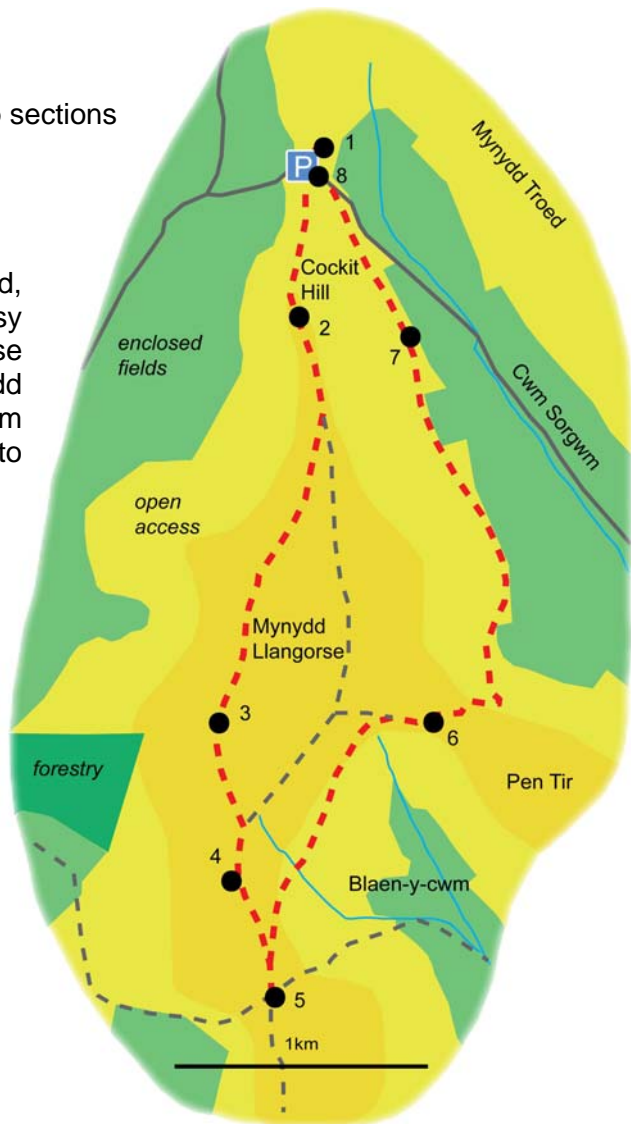 sections
d,
sy
se
dd
m
to
1
P
8
Mynydd Troed
Cockit
Hill
2
7
enclosed
fields
Cwm Sorgwm
open
access
Mynydd
Llangorse
3
6
forestry
Pen Tir
4
Blaen-y-cwm
5
1km